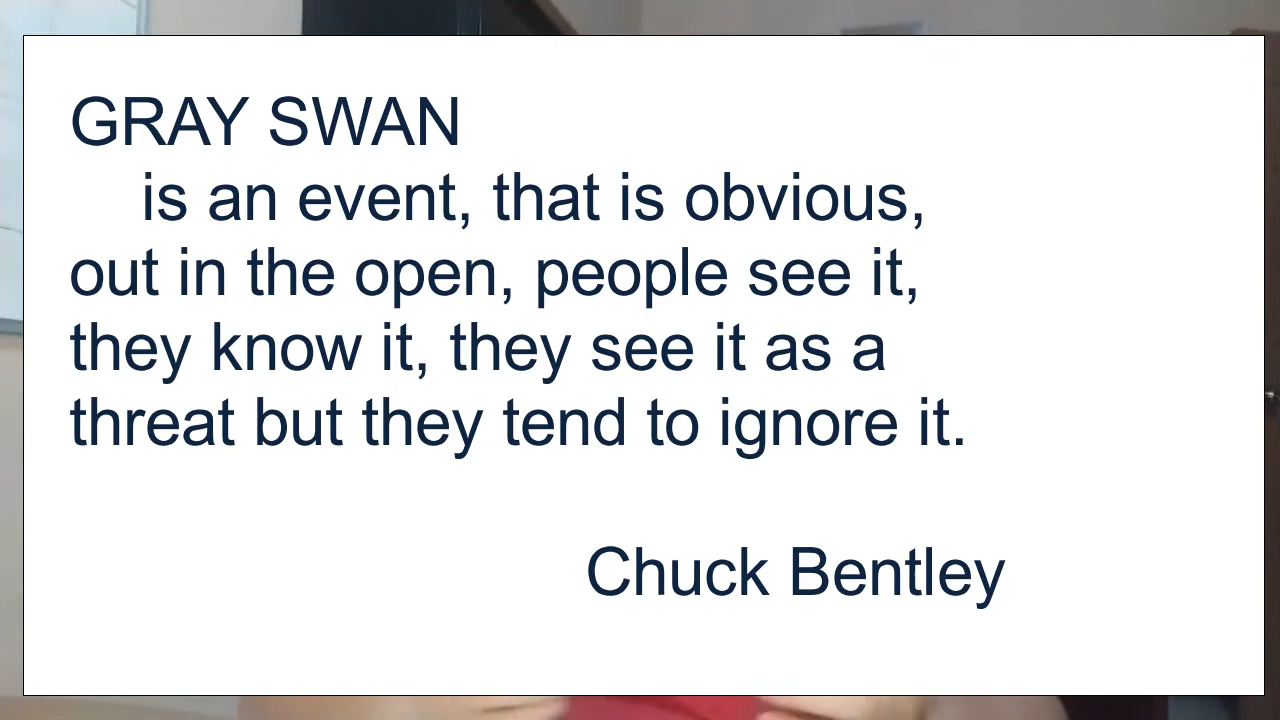 GRAY SWAN
is an event, that is obvious,
out in the open, people see it,
they know it, they see it as a
threat but they tend to ignore it.
Chuck Bentley